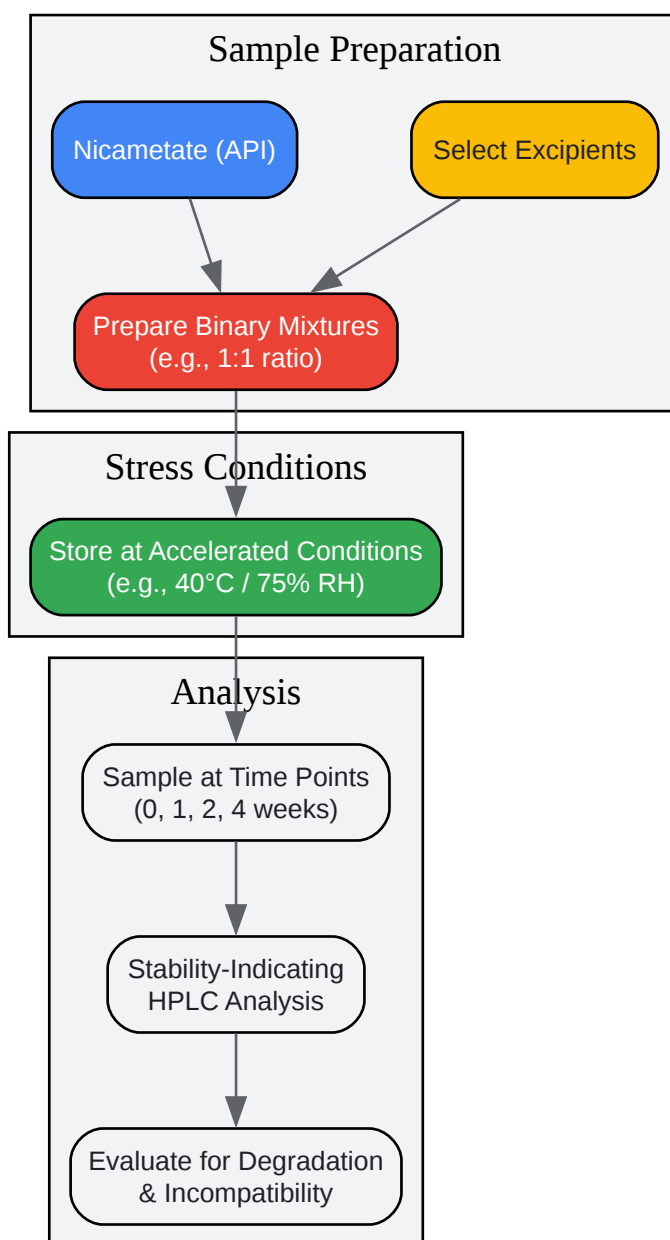 Sample Preparation
Nicametate (API)
Select Excipients
Prepare Binary Mixtures
(e.g., 1:1 ratio)
Stress Conditions
Store at Accelerated Conditions
(e.g., 40°C / 75% RH)
Analysis
Sample at Time Points
(0, 1, 2, 4 weeks)
Stability-Indicating
HPLC Analysis
Evaluate for Degradation
& Incompatibility